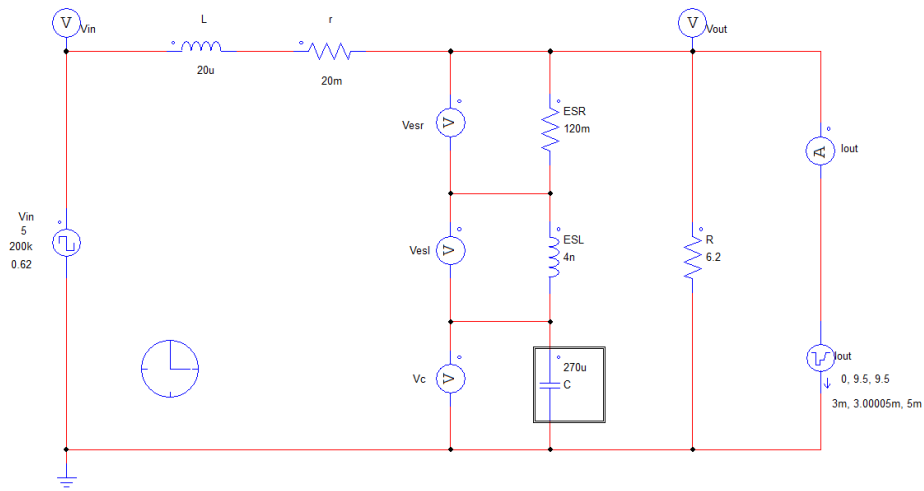 V
Vin
L
20u
r
20m
V
Vout
Vesr
V
ESR
120m
A
Iout
Vin
5
200k
0.62
Vesl
V
ESL
4n
R
6.2
Vc
V
270u
C
Iout
0, 9.5, 9.5
3m, 3.00005m, 5m